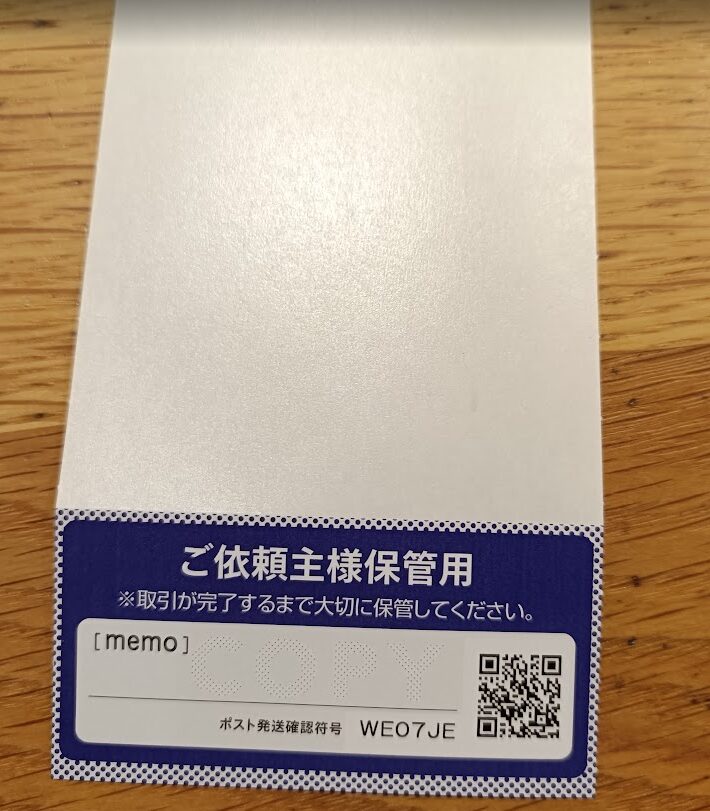 ご依頼主様保管用
※取引が完了するまで大切に保管してください。
[memo]
COPY
ポスト発送確認符号 WE07JE